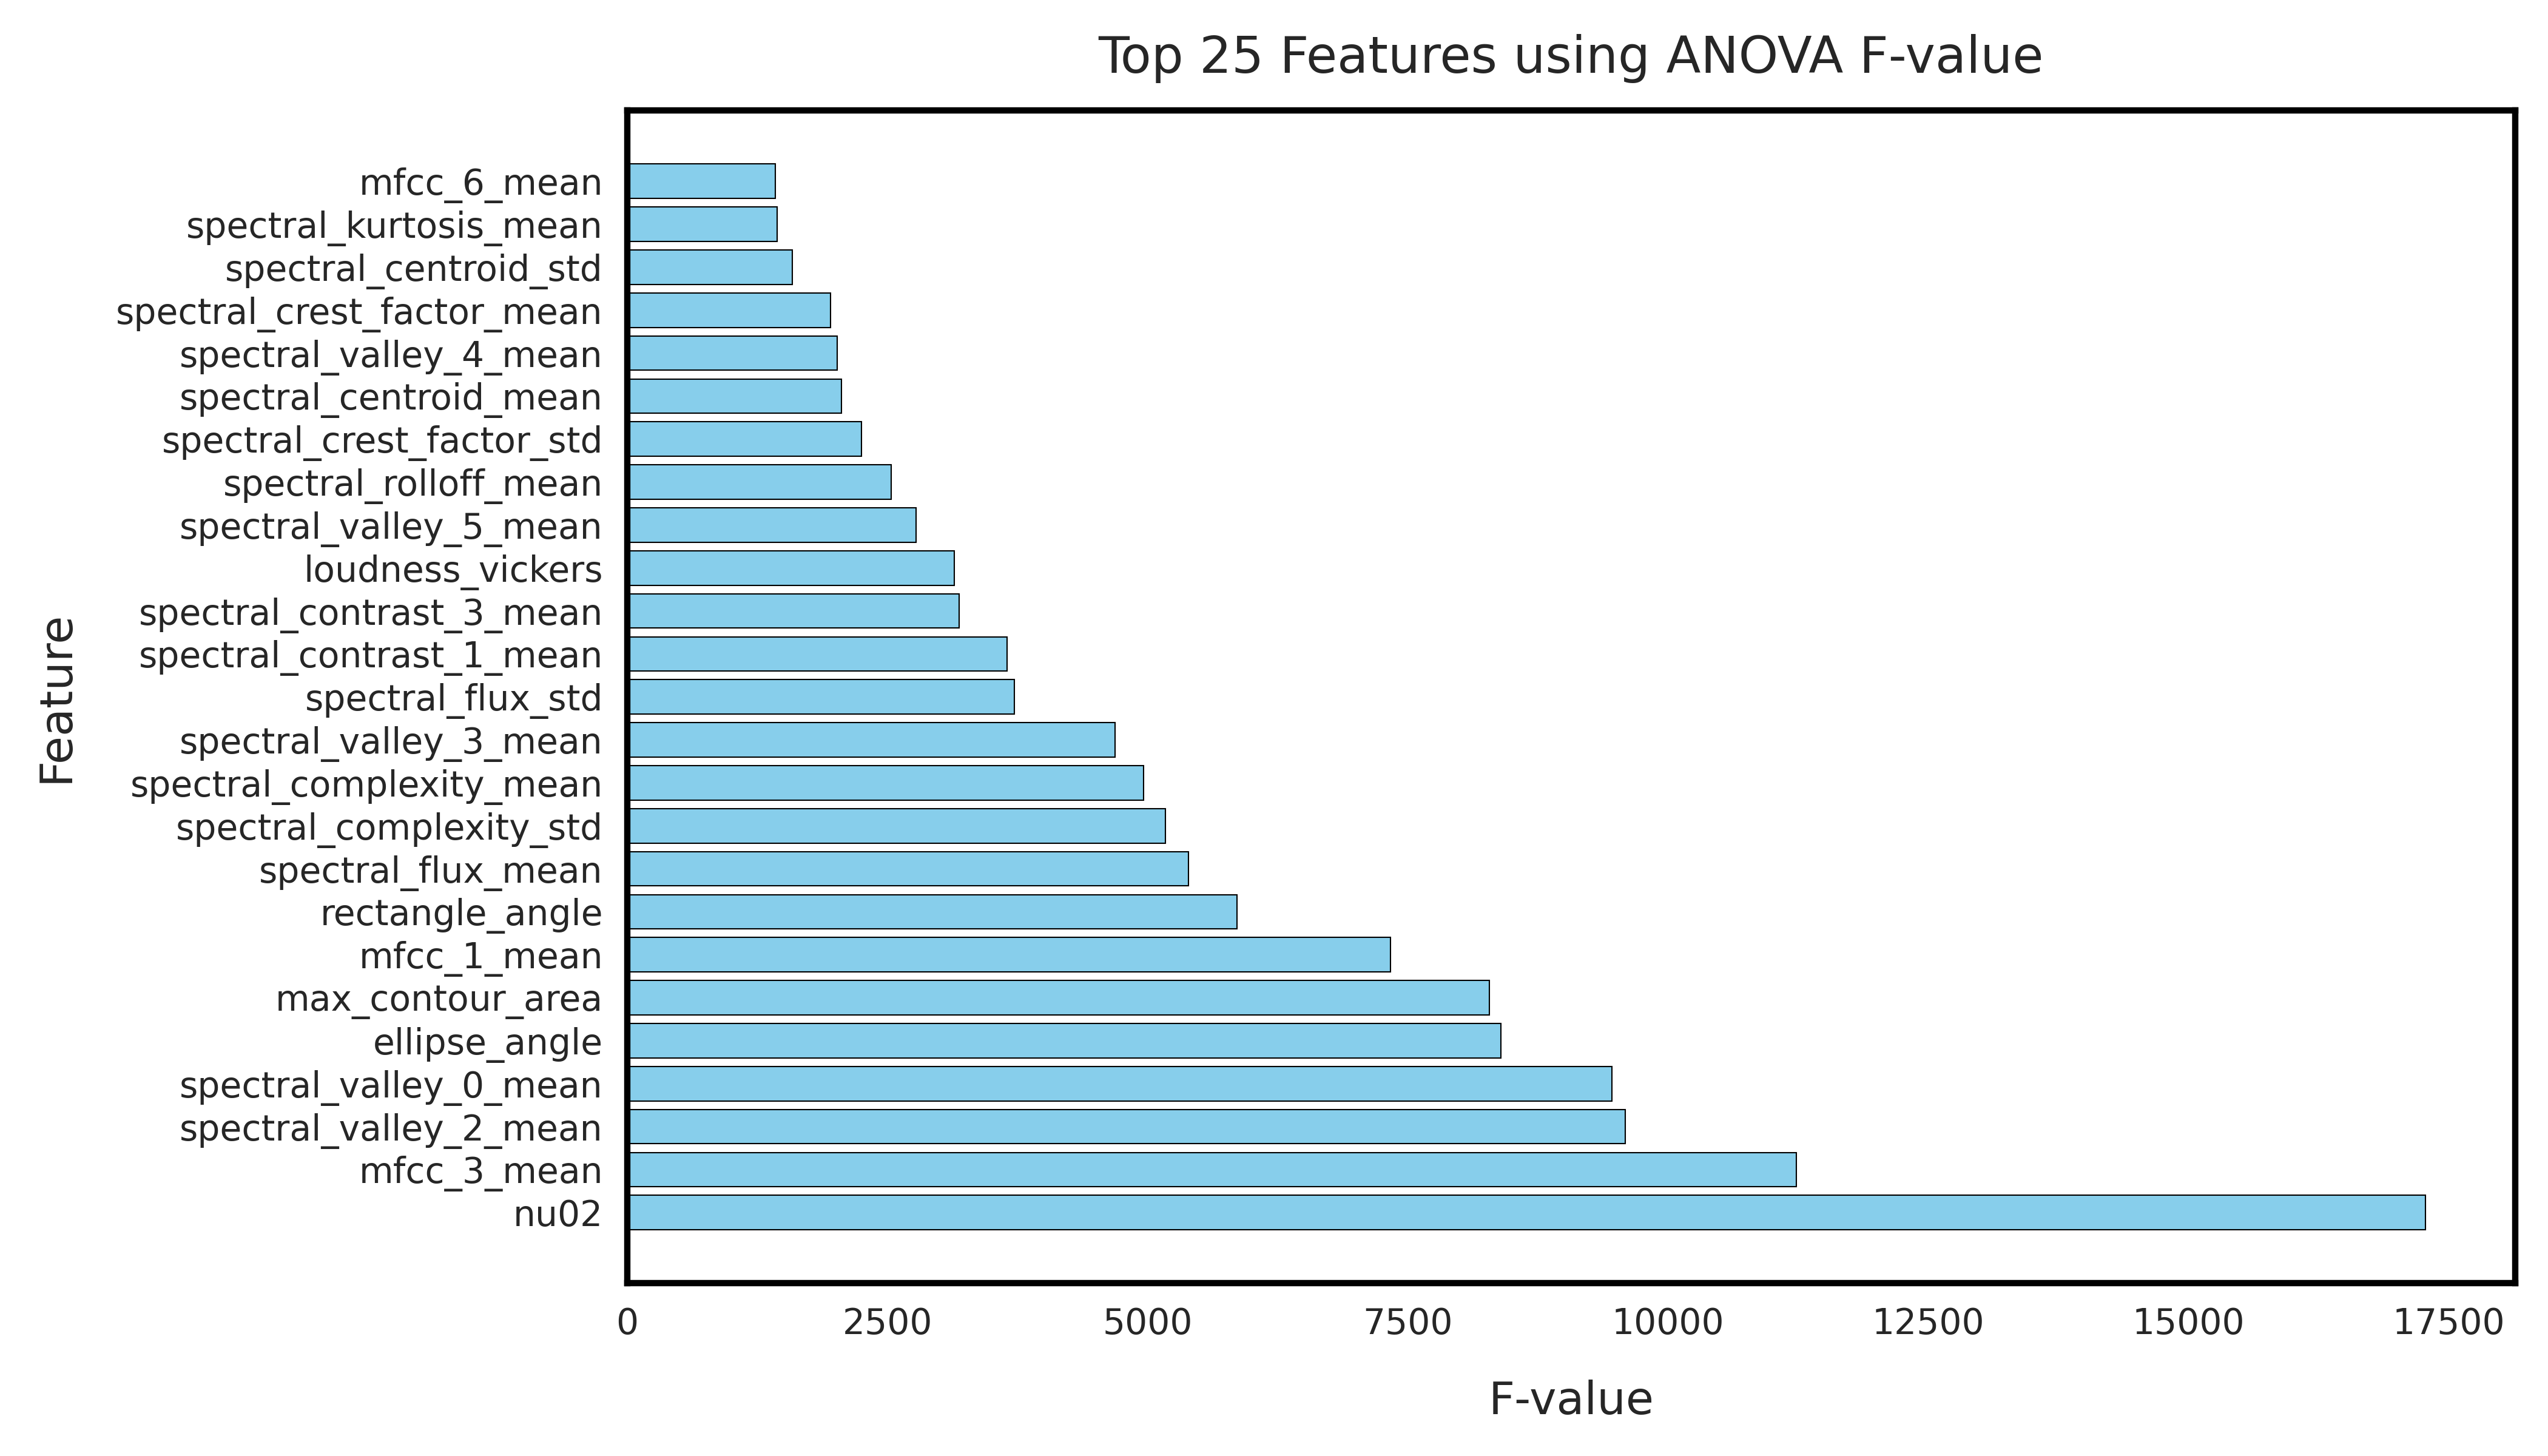 Top 25 Features using ANOVA F-value
mfcc_6_mean
spectral_kurtosis_mean
spectral_centroid_std
spectral_crest_factor_mean
spectral_valley_4_mean
spectral_centroid_mean
spectral_crest_factor_std
spectral_rolloff_mean
spectral_valley_5_mean
loudness_vickers
spectral_contrast_3_mean
spectral_contrast_1_mean
spectral_flux_std
spectral_valley_3_mean
spectral_complexity_mean
spectral_complexity_std
spectral_flux_mean
rectangle_angle
mfcc_1_mean
max_contour_area
ellipse_angle
spectral_valley_0_mean
spectral_valley_2_mean
mfcc_3_mean
nu02
Feature
0 2500 5000 7500 10000 12500 15000 17500
F-value